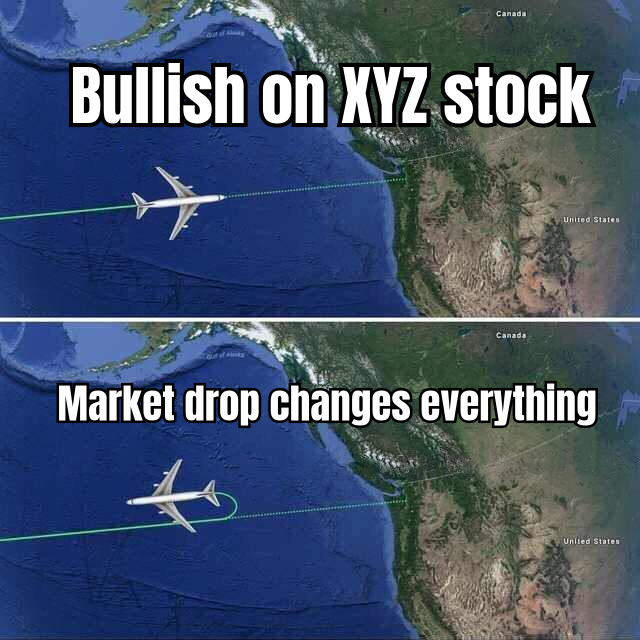 Canada
Gulf of Alaska
Bullish on XYZ stock
United States
Canada
Gulf of Alaska
Market drop changes everything
United States